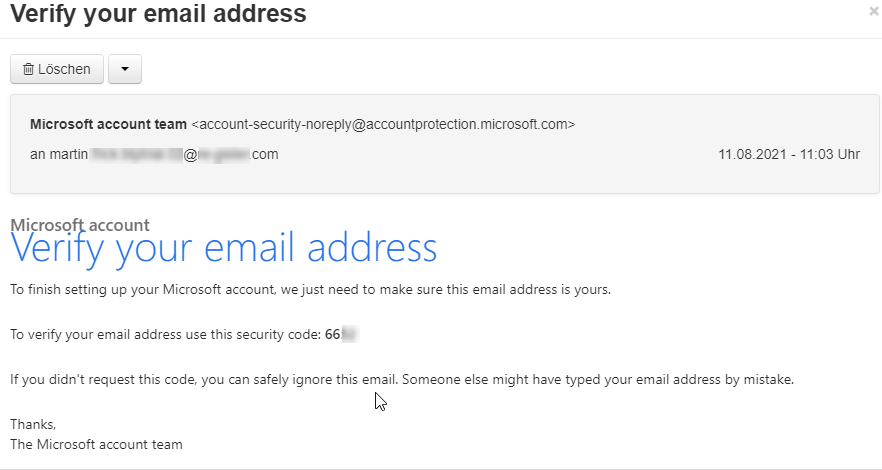 Verify your email address
×
Löschen
Microsoft account team <account-security-noreply@accountprotection.microsoft.com>
an martin @ .com
11.08.2021 - 11:03 Uhr
Microsoft account
Verify your email address
To finish setting up your Microsoft account, we just need to make sure this email address is yours.
To verify your email address use this security code: 66
If you didn't request this code, you can safely ignore this email. Someone else might have typed your email address by mistake.
Thanks,
The Microsoft account team